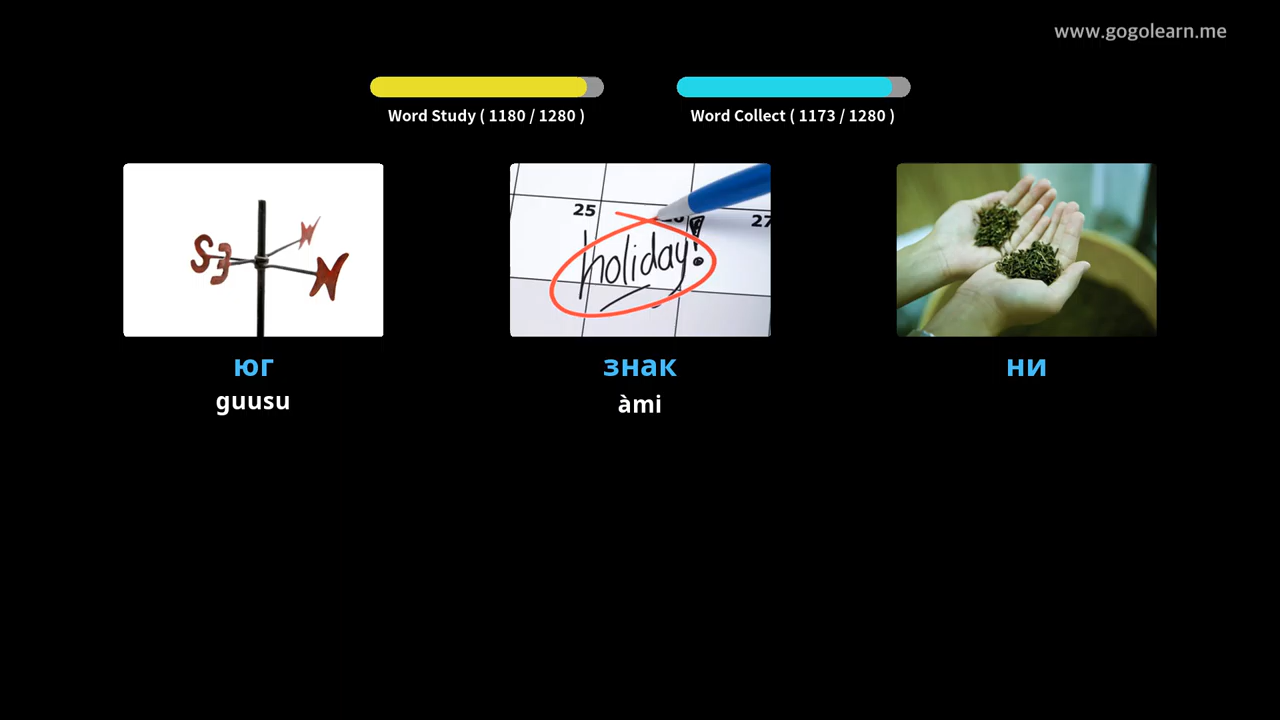 www.gogolearn.me
Word Study ( 1180 / 1280 )
Word Collect ( 1173 / 1280 )
S E N
25 27
holiday!
юг
знак
ни
guusu
àmi